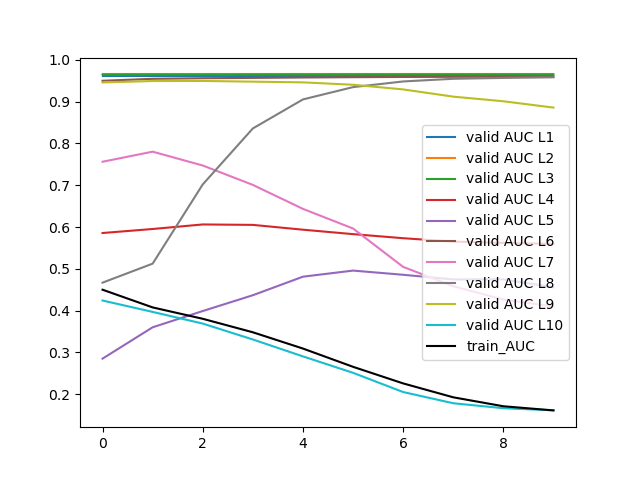 1.0
0.9
0.8
0.7
0.6
0.5
0.4
0.3
0.2
0 2 4 6 8
valid AUC L1
valid AUC L2
valid AUC L3
valid AUC L4
valid AUC L5
valid AUC L6
valid AUC L7
valid AUC L8
valid AUC L9
valid AUC L10
train_AUC